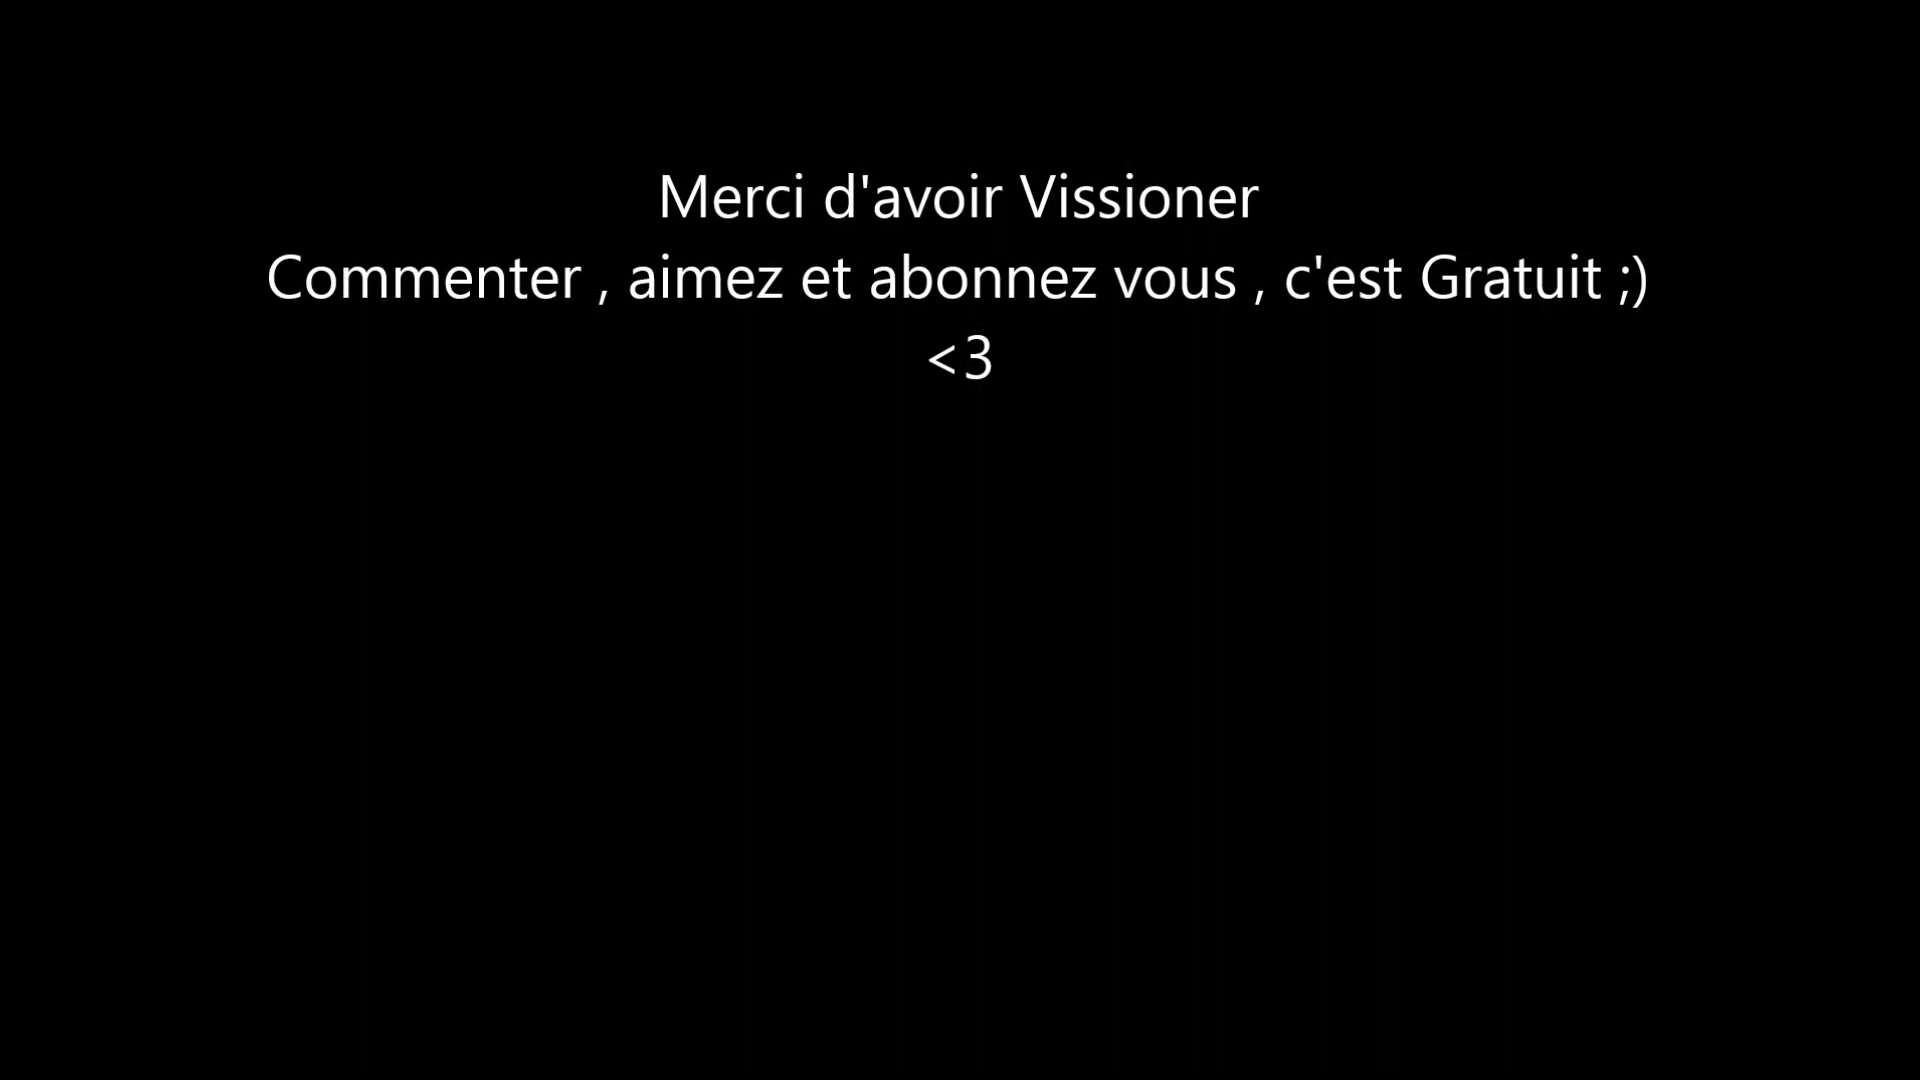 Merci d'avoir Vissioner
Commenter , aimez et abonnez vous , c'est Gratuit ;)
<3